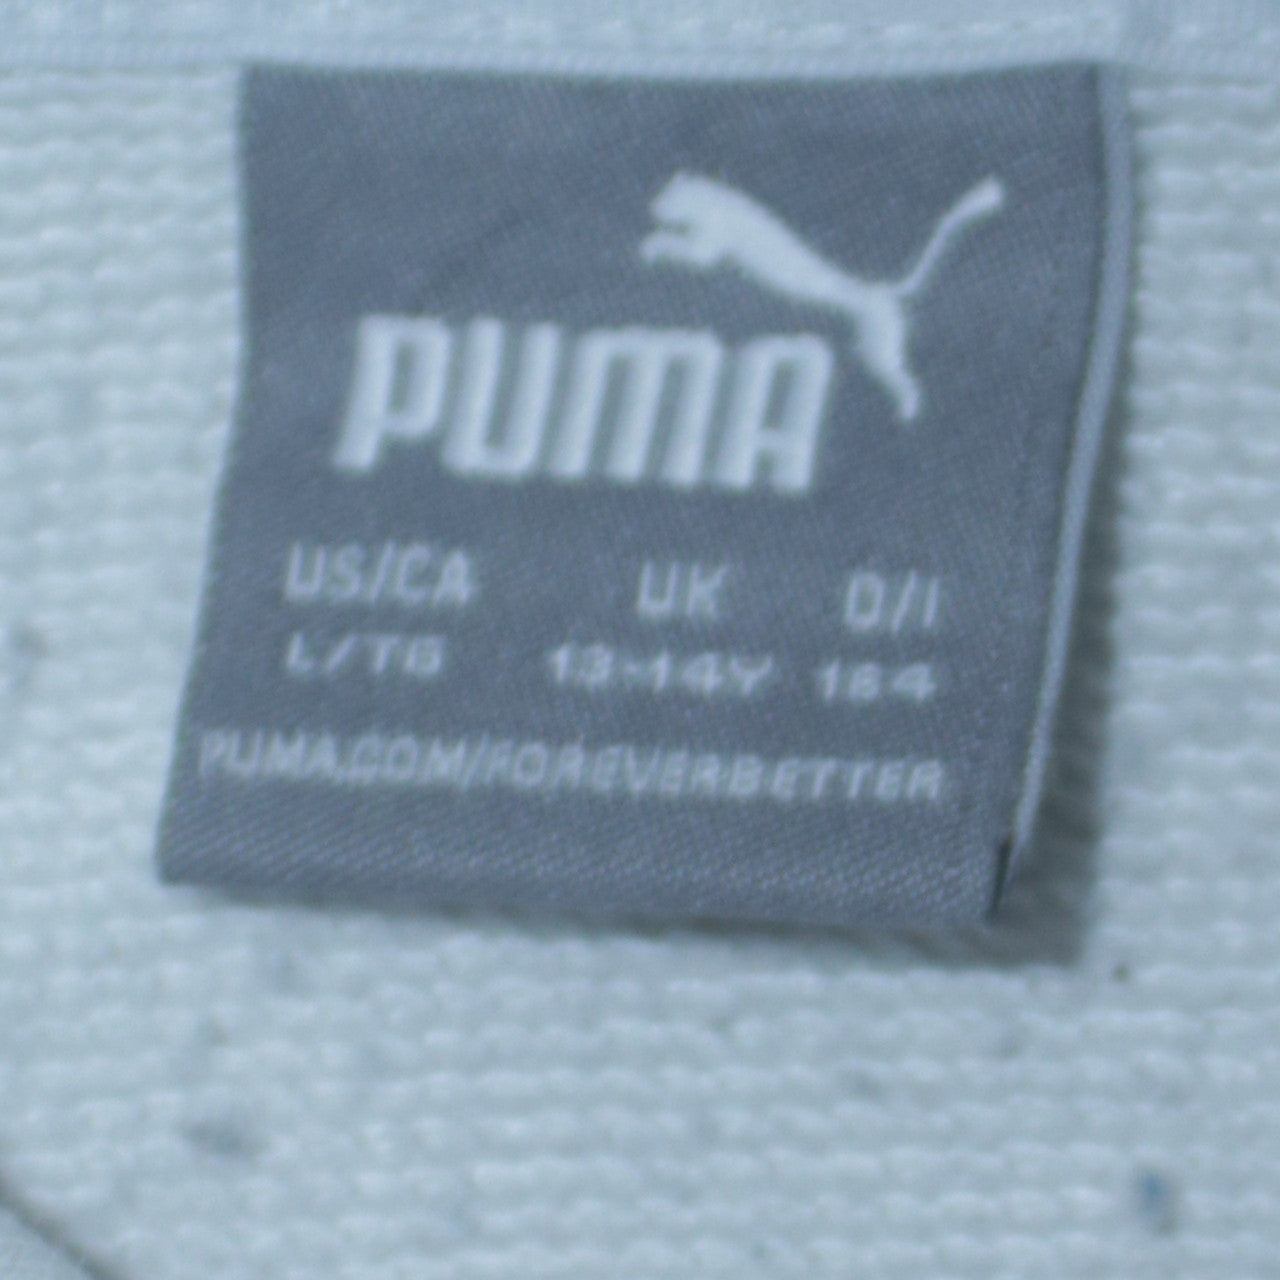 PUMA
US/CA UK D/I
L/TG 13-14Y 164
PUMA.COM/FOREVERBETTER